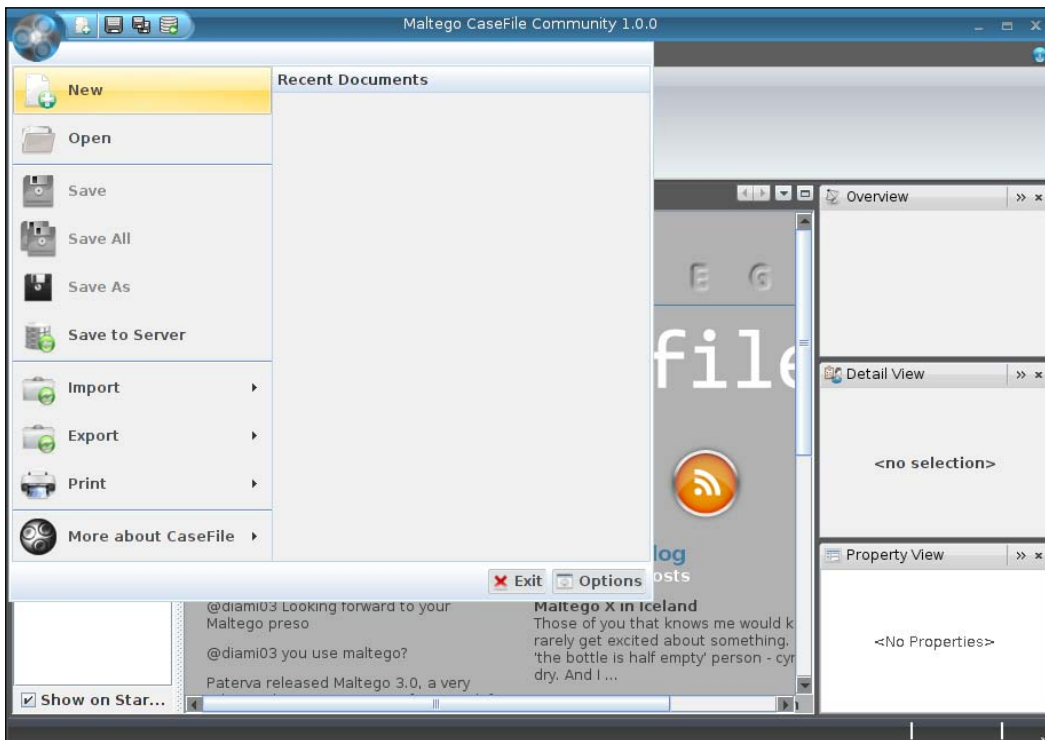 Maltego CaseFile Community 1.0.0
New
Recent Documents
Open
Save
Save All
Save As
Save to Server
Import
Export
Print
More about CaseFile
Exit
Options
Overview
E G
file
Detail View
<no selection>
log
osts
Property View
<No Properties>
@diami03 Looking forward to your
Maltego preso
@diami03 you use maltego?
Paterva released Maltego 3.0, a very
Maltego X in Iceland
Those of you that knows me would k
rarely get excited about something.
'the bottle is half empty' person - cyr
dry. And I ...
Show on Star...